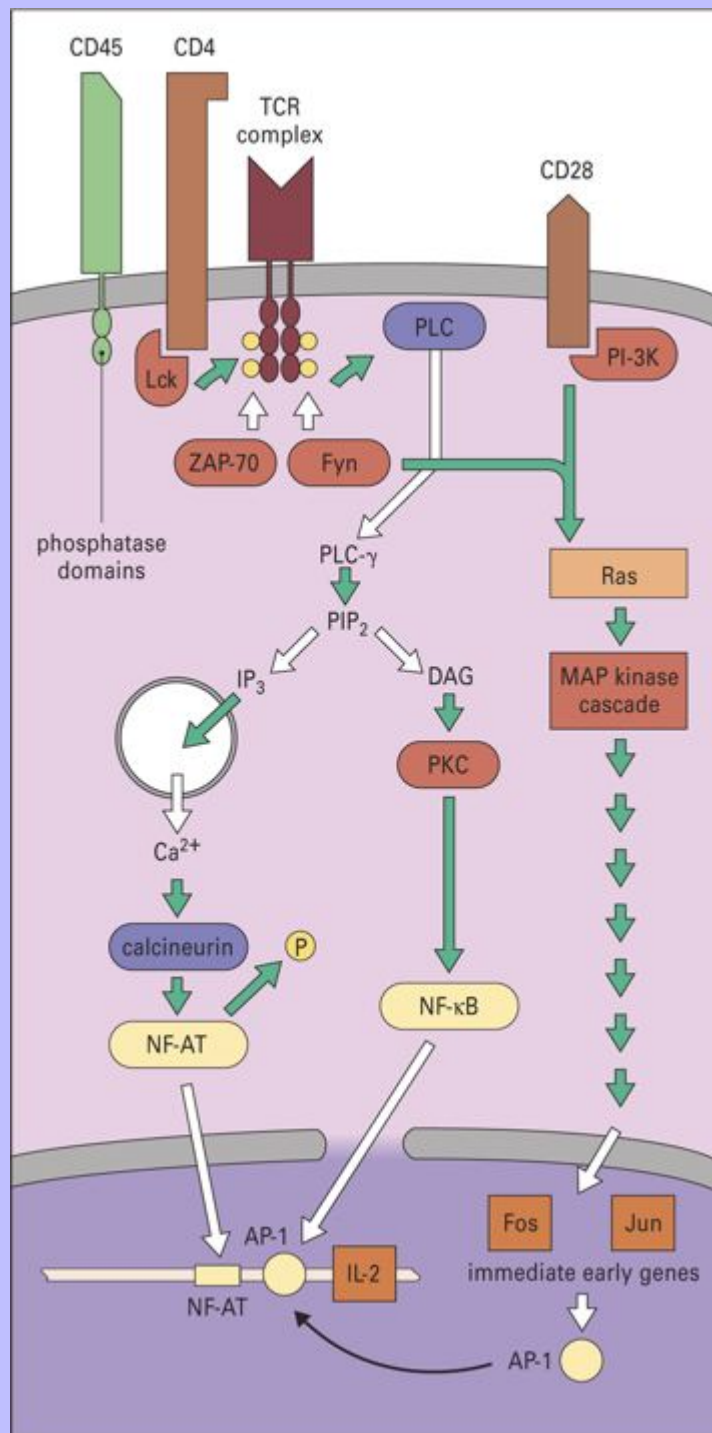 CD45
CD4
TCR
complex
CD28
PLC
Lck
PI-3K
ZAP-70
Fyn
phosphatase
domains
PLC-γ
Ras
PIP₂
IP₃
DAG
MAP kinase
cascade
PKC
Ca²⁺
calcineurin
P
NF-AT
NF-κB
Fos
Jun
AP-1
IL-2
immediate early genes
NF-AT
AP-1